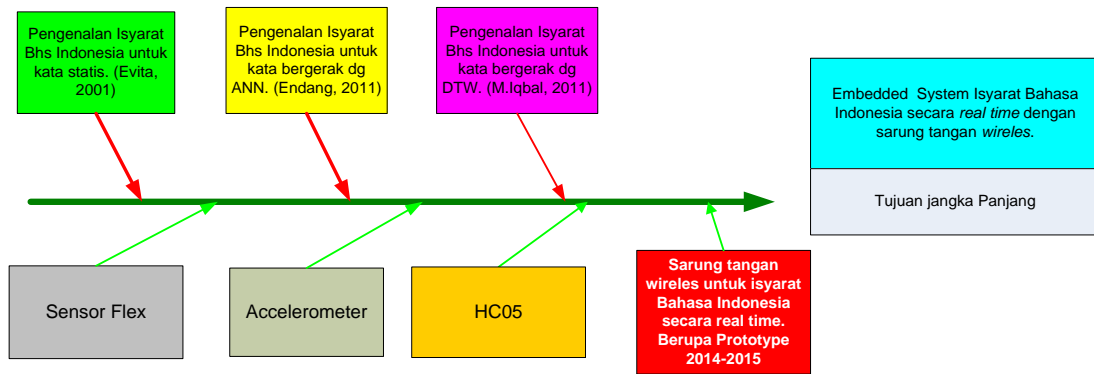 Pengenalan Isyarat
Bhs Indonesia untuk
kata statis. (Evita,
2001)
Pengenalan Isyarat
Bhs Indonesia untuk
kata bergerak dg
ANN. (Endang, 2011)
Pengenalan Isyarat
Bhs Indonesia untuk
kata bergerak dg
DTW. (M.Iqbal, 2011)
Embedded System Isyarat Bahasa
Indonesia secara real time dengan
sarung tangan wireles.
Tujuan jangka Panjang
Sensor Flex
Accelerometer
HC05
Sarung tangan
wireles untuk isyarat
Bahasa Indonesia
secara real time.
Berupa Prototype
2014-2015